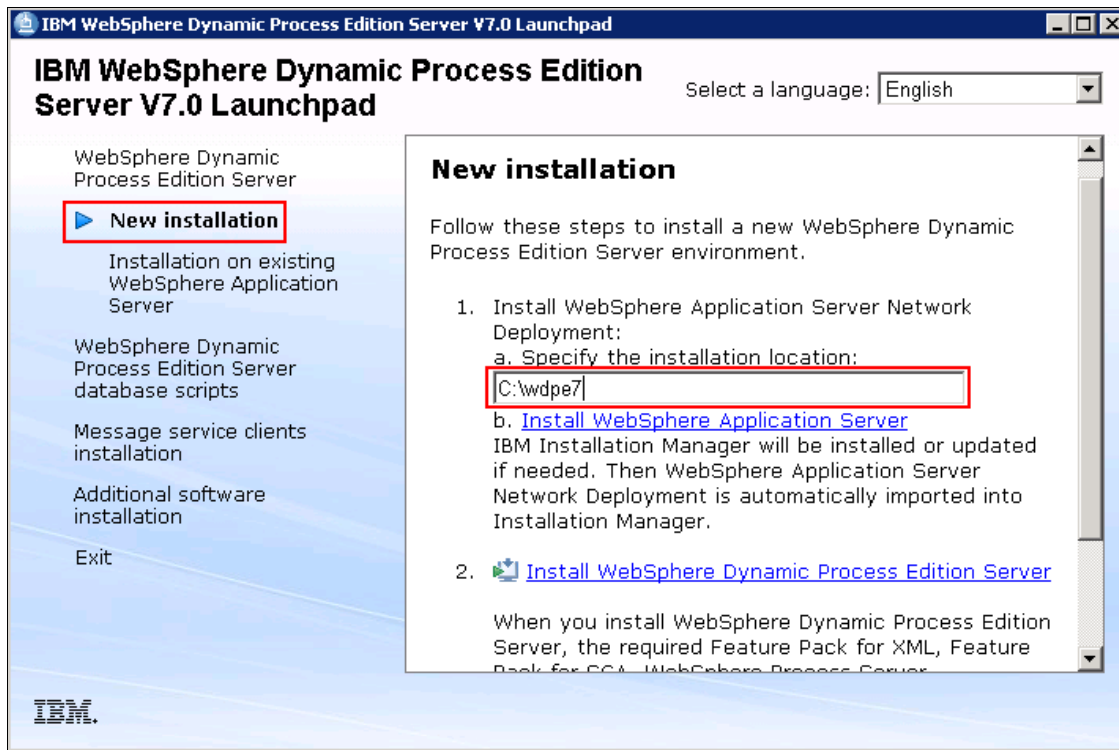 IBM WebSphere Dynamic Process Edition Server V7.0 Launchpad
IBM WebSphere Dynamic Process Edition
Server V7.0 Launchpad
Select a language: English
WebSphere Dynamic
Process Edition Server
New installation
Installation on existing
WebSphere Application
Server
WebSphere Dynamic
Process Edition Server
database scripts
Message service clients
installation
Additional software
installation
Exit
New installation
Follow these steps to install a new WebSphere Dynamic
Process Edition Server environment.
1. Install WebSphere Application Server Network
Deployment:
a. Specify the installation location:
C:\wdpe7
b. Install WebSphere Application Server
IBM Installation Manager will be installed or updated
if needed. Then WebSphere Application Server
Network Deployment is automatically imported into
Installation Manager.
2. Install WebSphere Dynamic Process Edition Server
When you install WebSphere Dynamic Process Edition
Server, the required Feature Pack for XML, Feature
Pack for SCA, WebSphere Process Server
IBM.